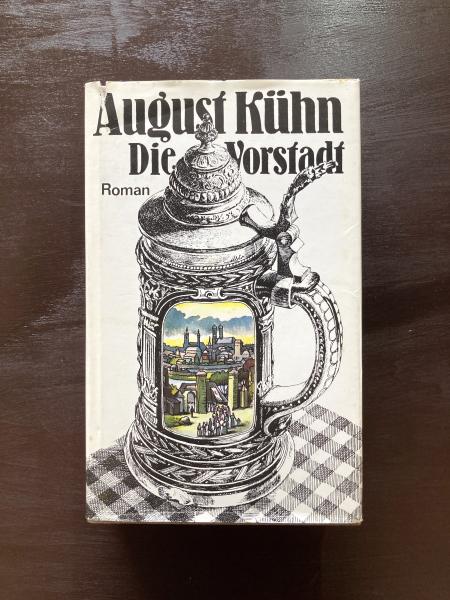 August Kühn
Die Vorstadt
Roman